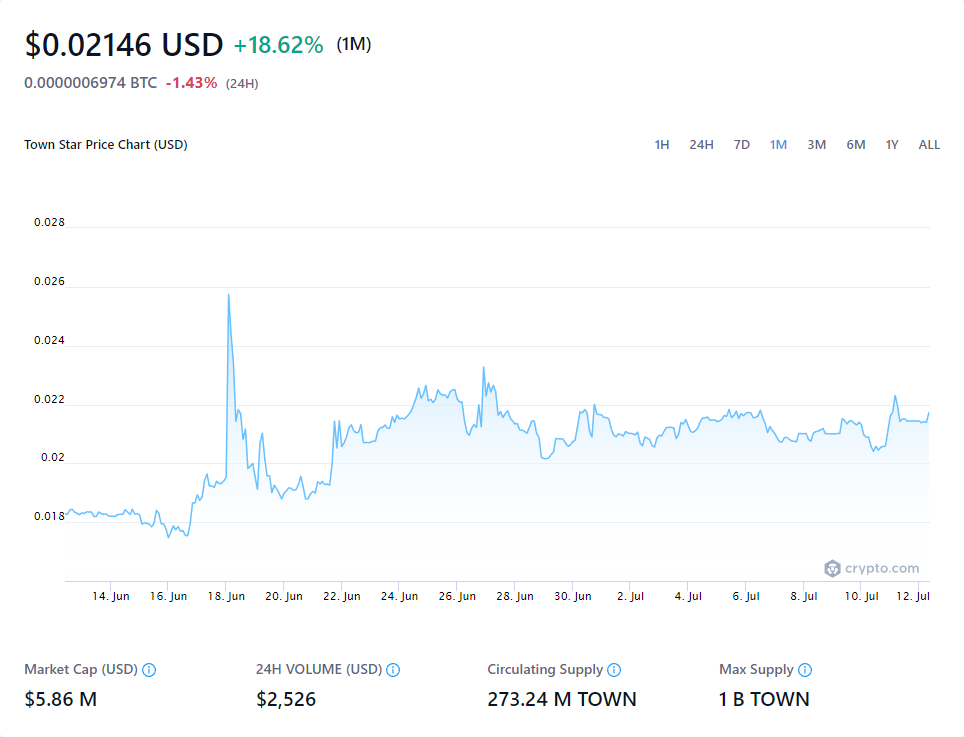 $0.02146 USD +18.62% (1M)
0.0000006974 BTC -1.43% (24H)
Town Star Price Chart (USD)
1H 24H 7D 1M 3M 6M 1Y ALL
0.028
0.026
0.024
0.022
0.02
0.018
crypto.com
14. Jun 16. Jun 18. Jun 20. Jun 22. Jun 24. Jun 26. Jun 28. Jun 30. Jun 2. Jul 4. Jul 6. Jul 8. Jul 10. Jul 12. Jul
Market Cap (USD) 24H VOLUME (USD) Circulating Supply Max Supply
$5.86 M $2,526 273.24 M TOWN 1 B TOWN